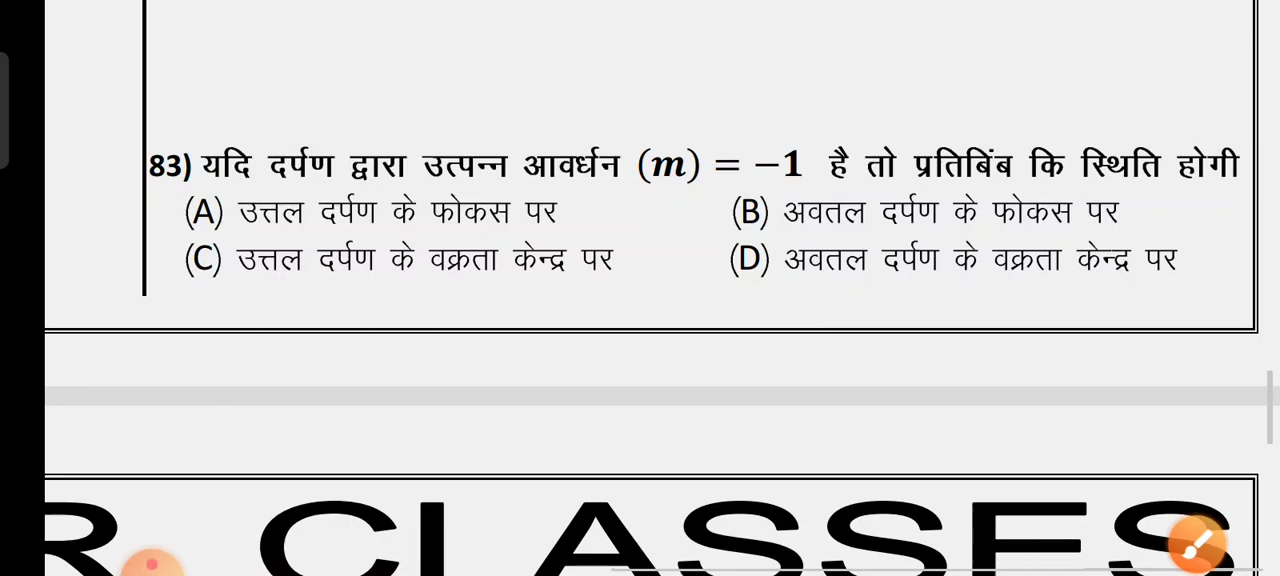 83) यदि दर्पण द्वारा उत्पन्न आवर्धन (m) = −1 है तो प्रतिबिंब कि स्थिति होगी
(A) उत्तल दर्पण के फोकस पर (B) अवतल दर्पण के फोकस पर
(C) उत्तल दर्पण के वक्रता केन्द्र पर (D) अवतल दर्पण के वक्रता केन्द्र पर
R CLASSES